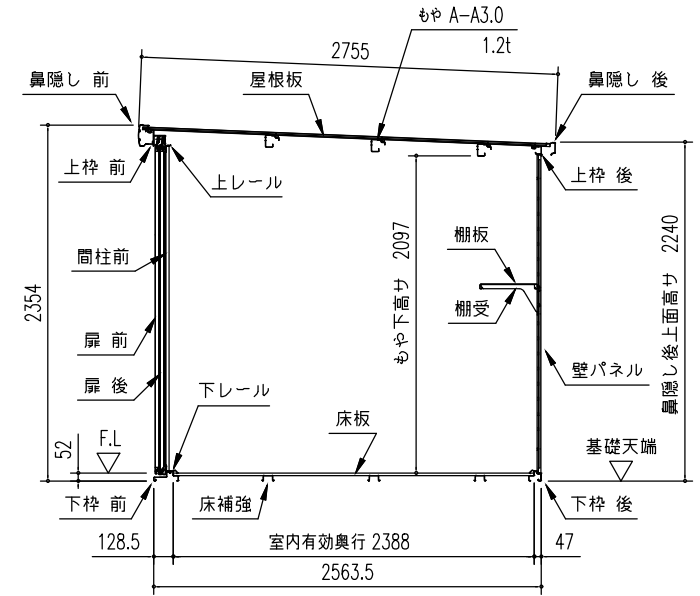 もや A-A3.0
1.2t
2755
鼻隠し 前
屋根板
鼻隠し 後
上枠 前
上レール
上枠 後
間柱前
棚板
棚受
もや下高サ 2097
鼻隠し後上面高サ 2240
2354
扉 前
扉 後
壁パネル
下レール
床板
52
F.L
基礎天端
下枠 前
床補強
下枠 後
128.5
室内有効奥行 2388
47
2563.5